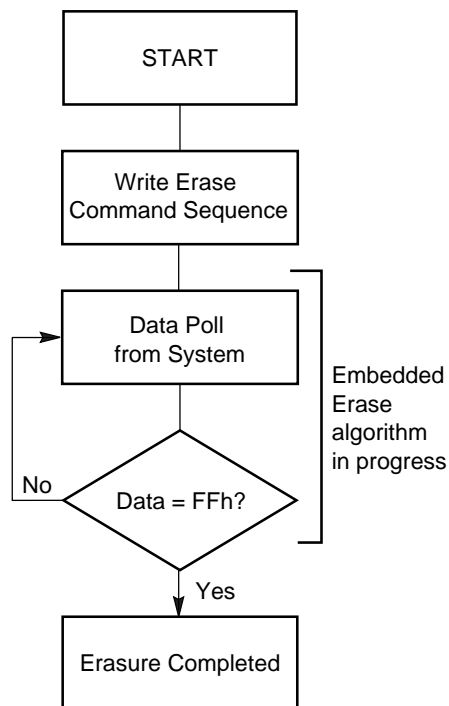 START
Write Erase
Command Sequence
Data Poll
from System
Embedded
Erase
algorithm
in progress
No
Data = FFh?
Yes
Erasure Completed